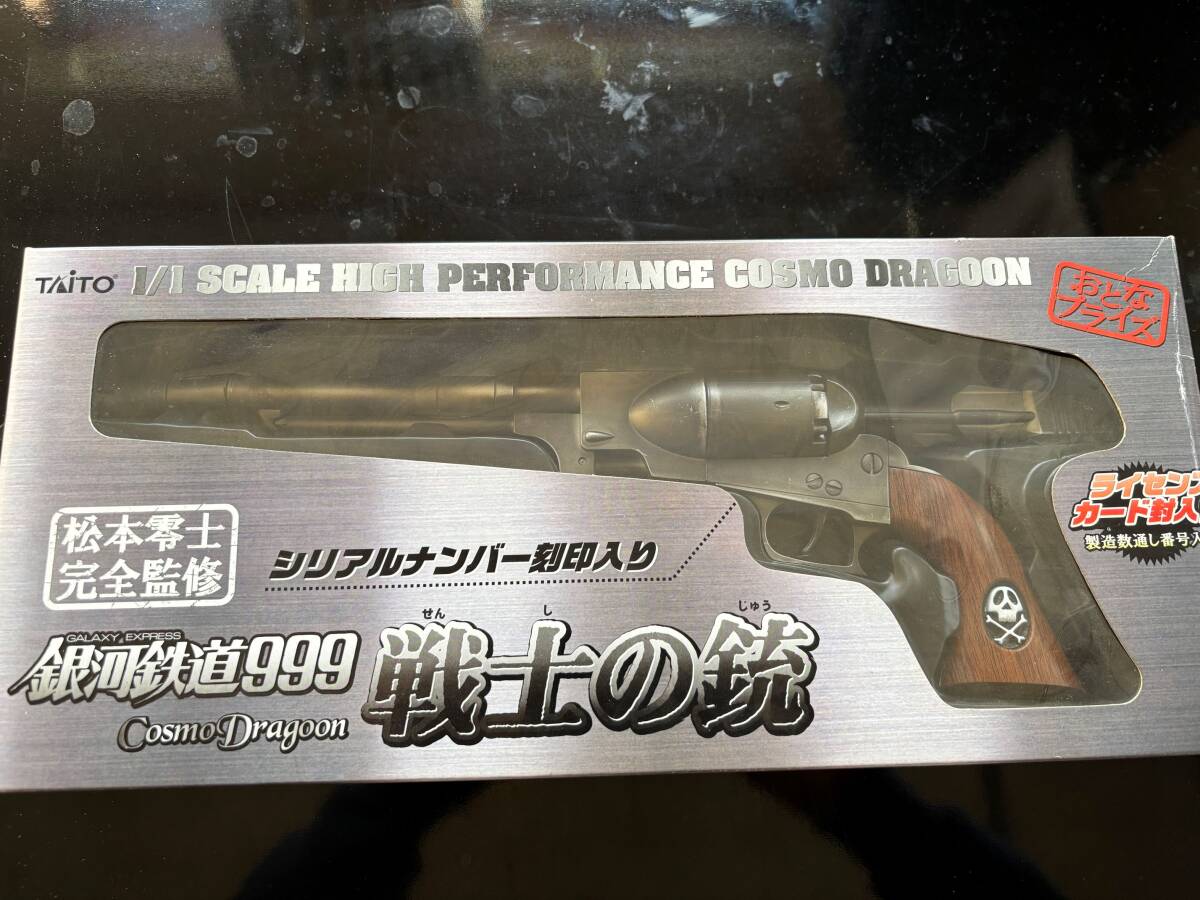 TAITO®
1/1 SCALE HIGH PERFORMANCE COSMO DRAGOON
おとな
プライズ
ライセンス
カード封入
製造数通し番号入
松本零士
完全監修
シリアルナンバー刻印入り
GALAXY EXPRESS
銀河鉄道999
Cosmo Dragoon
せん し じゅう
戦士の銃